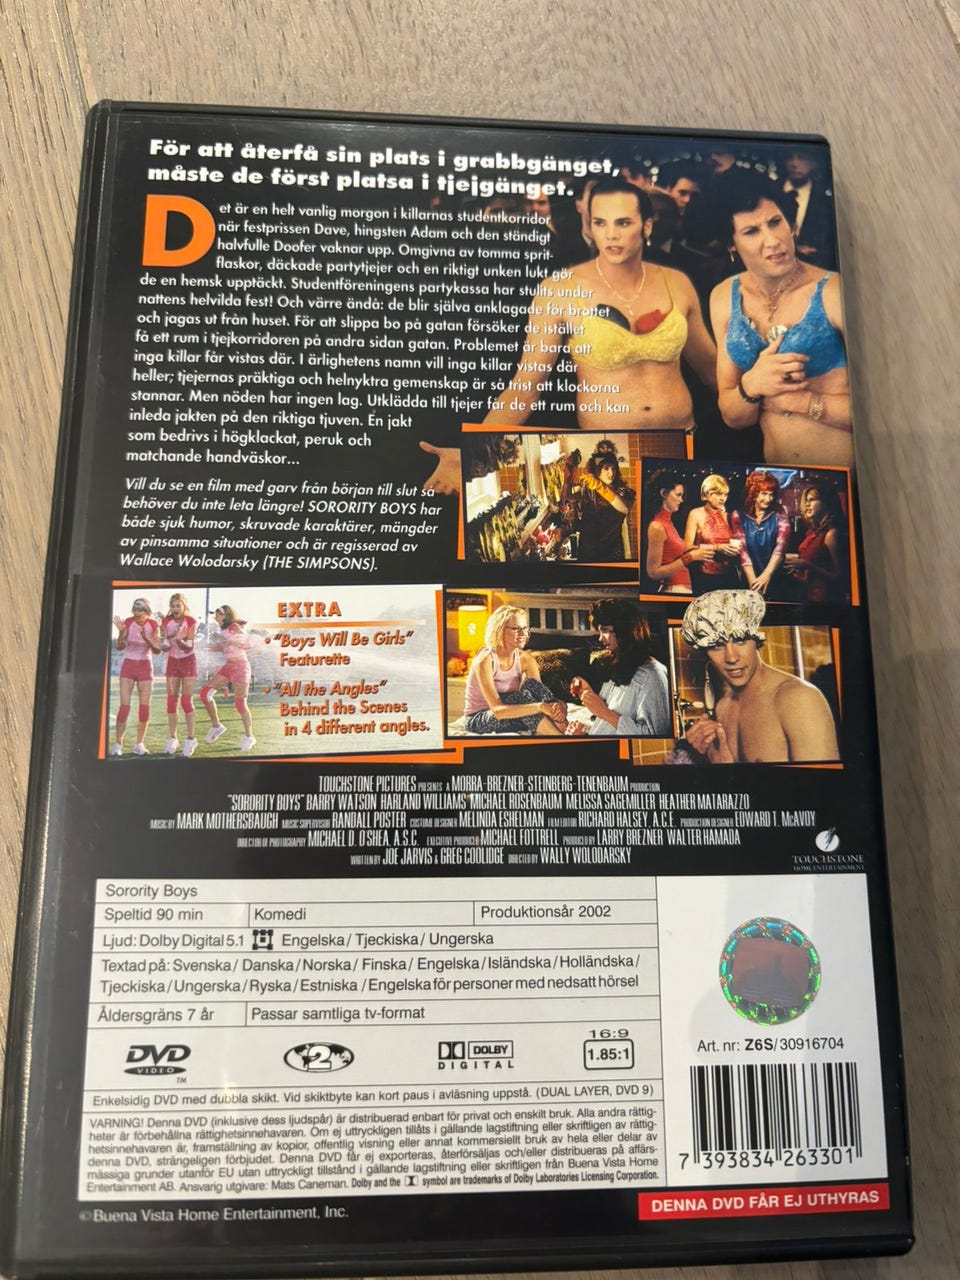 För att återfå sin plats i grabbgänget,
måste de först platsa i tjejgänget.
Det är en helt vanlig morgon i killarnas studentkorridor
när festprissen Dave, hingsten Adam och den ständigt
halvfulle Doofer vaknar upp. Omgivna av tomma sprit-
flaskor, däckade partytjejer och en riktigt unken lukt gör
de en hemsk upptäckt. Studentföreningens partykassa har stulits under
nattens helvilda fest! Och värre ändå: de blir själva anklagade för brottet
och jagas ut från huset. För att slippa bo på gatan försöker de istället
få ett rum i tjejkorridoren på andra sidan gatan. Problemet är bara att
inga killar får vistas där. I ärlighetens namn vill inga killar vistas där
heller; tjejernas präktiga och helnyktra gemenskap är så trist att klockorna
stannar. Men nöden har ingen lag. Utklädda till tjejer får de ett rum och kan
inleda jakten på den riktiga tjuven. En jakt
som bedrivs i högklackat, peruk och
matchande handväskor...
Vill du se en film med garv från början till slut så
behöver du inte leta längre! SORORITY BOYS har
både sjuk humor, skruvade karaktärer, mängder
av pinsamma situationer och är regisserad av
Wallace Wolodarsky (THE SIMPSONS).
EXTRA
• "Boys Will Be Girls"
Featurette
• "All the Angles"
Behind the Scenes
in 4 different angles.
TOUCHSTONE PICTURES PRESENTS A MOBRA-BREZNER-STEINBERG-TENENBAUM PRODUCTION
"SORORITY BOYS" BARRY WATSON HARLAND WILLIAMS MICHAEL ROSENBAUM MELISSA SAGEMILLER HEATHER MATARAZZO
MUSIC BY MARK MOTHERSBAUGH MUSIC SUPERVISOR RANDALL POSTER COSTUME DESIGNER MELINDA ESHELMAN FILM EDITOR RICHARD HALSEY, A.C.E. PRODUCTION DESIGNER EDWARD T. McAVOY
DIRECTOR OF PHOTOGRAPHY MICHAEL D. O'SHEA, A.S.C. EXECUTIVE PRODUCER MICHAEL FOTTRELL PRODUCED BY LARRY BREZNER WALTER HAMADA
WRITTEN BY JOE JARVIS & GREG COOLIDGE DIRECTED BY WALLY WOLODARSKY
TOUCHSTONE
HOME ENTERTAINMENT
Sorority Boys
Speltid 90 min Komedi Produktionsår 2002
Ljud: Dolby Digital 5.1 Engelska/Tjeckiska/Ungerska
Textad på: Svenska/Danska/Norska/Finska/Engelska/Isländska/Holländska/
Tjeckiska/Ungerska/Ryska/Estniska/Engelska för personer med nedsatt hörsel
Åldersgräns 7 år Passar samtliga tv-format
DVD VIDEO TM 2 DOLBY DIGITAL 16:9 1.85:1
Enkelsidig DVD med dubbla skikt. Vid skiktbyte kan kort paus i avläsning uppstå. (DUAL LAYER, DVD 9)
WARNING! Denna DVD (inklusive dess ljudspår) är distribuerad enbart för privat och enskilt bruk. Alla andra rättig-
heter är förbehållna rättighetsinnehavaren. Om ej uttryckligen tillåts i gällande lagstiftning eller skriftligen av rättig-
hetsinnehavaren är, framställning av kopior, offentlig visning eller annat kommersiellt bruk av hela eller delar av
denna DVD, strängeligen förbjudet. Denna DVD får ej exporteras, återförsäljas och/eller distribueras på affärs-
mässiga grunder utanför EU utan uttryckligt tillstånd i gällande lagstiftning eller skriftligen från Buena Vista Home
Entertainment AB. Ansvarig utgivare: Mats Caneman. Dolby and the symbol are trademarks of Dolby Laboratories Licensing Corporation.
©Buena Vista Home Entertainment, Inc.
Art. nr: Z6S/30916704
7 393834 263301
DENNA DVD FÅR EJ UTHYRAS